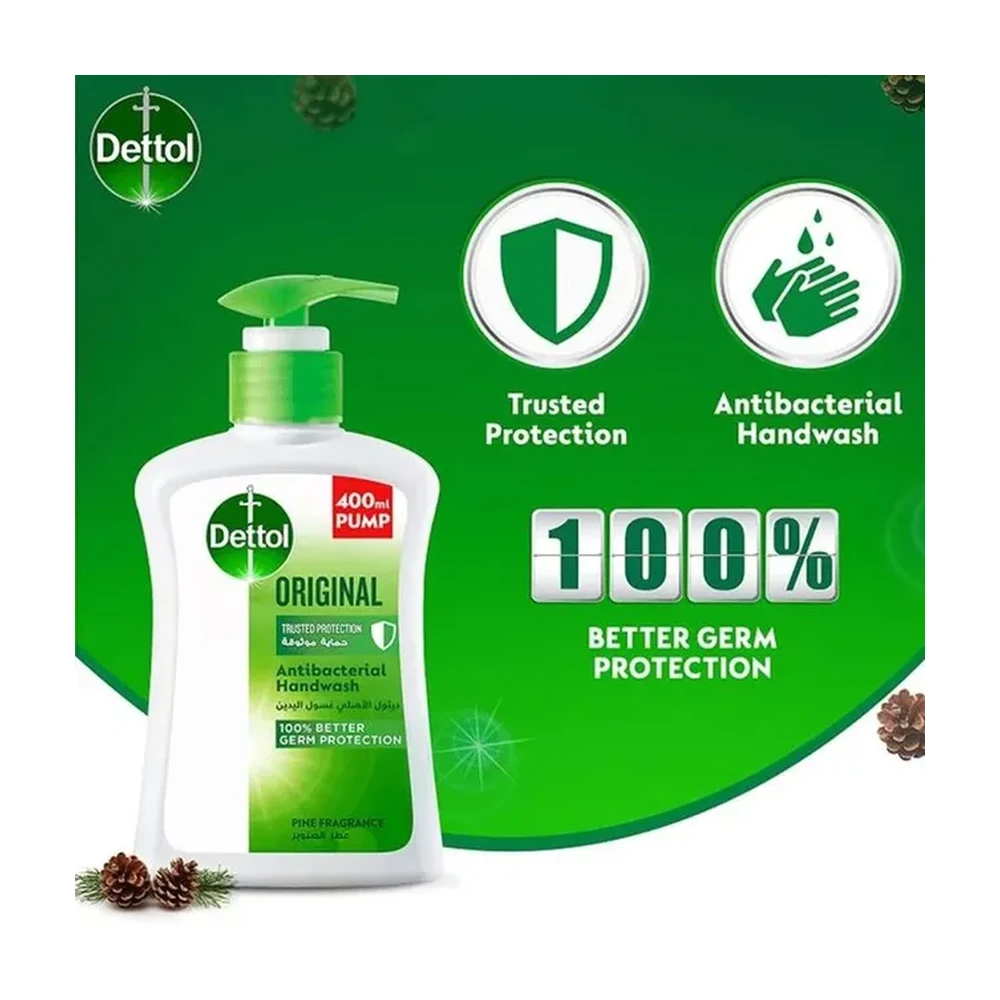 Dettol
Trusted
Protection
Antibacterial
Handwash
400ml
PUMP
Dettol
ORIGINAL
TRUSTED PROTECTION
حماية موثوقة
Antibacterial
Handwash
ديتول الأصلي غسول اليدين
100% BETTER
GERM PROTECTION
PINE FRAGRANCE
عطر الصنوبر
100%
BETTER GERM
PROTECTION